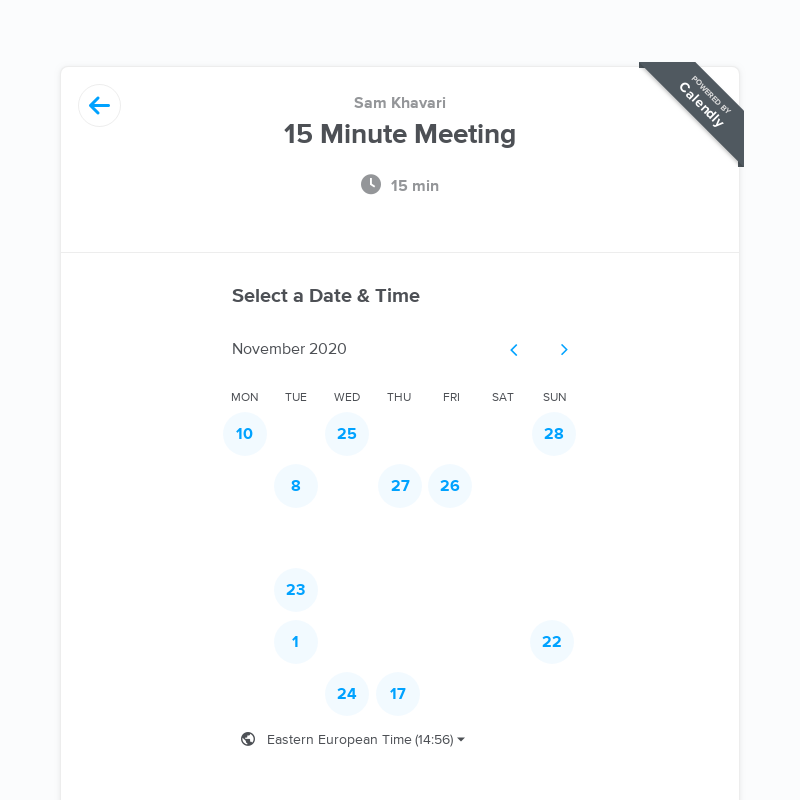 POWERED BY
Calendly
Sam Khavari
15 Minute Meeting
15 min
Select a Date & Time
November 2020
MON TUE WED THU FRI SAT SUN
10 25 28
8 27 26
23
1 22
24 17
Eastern European Time (14:56)